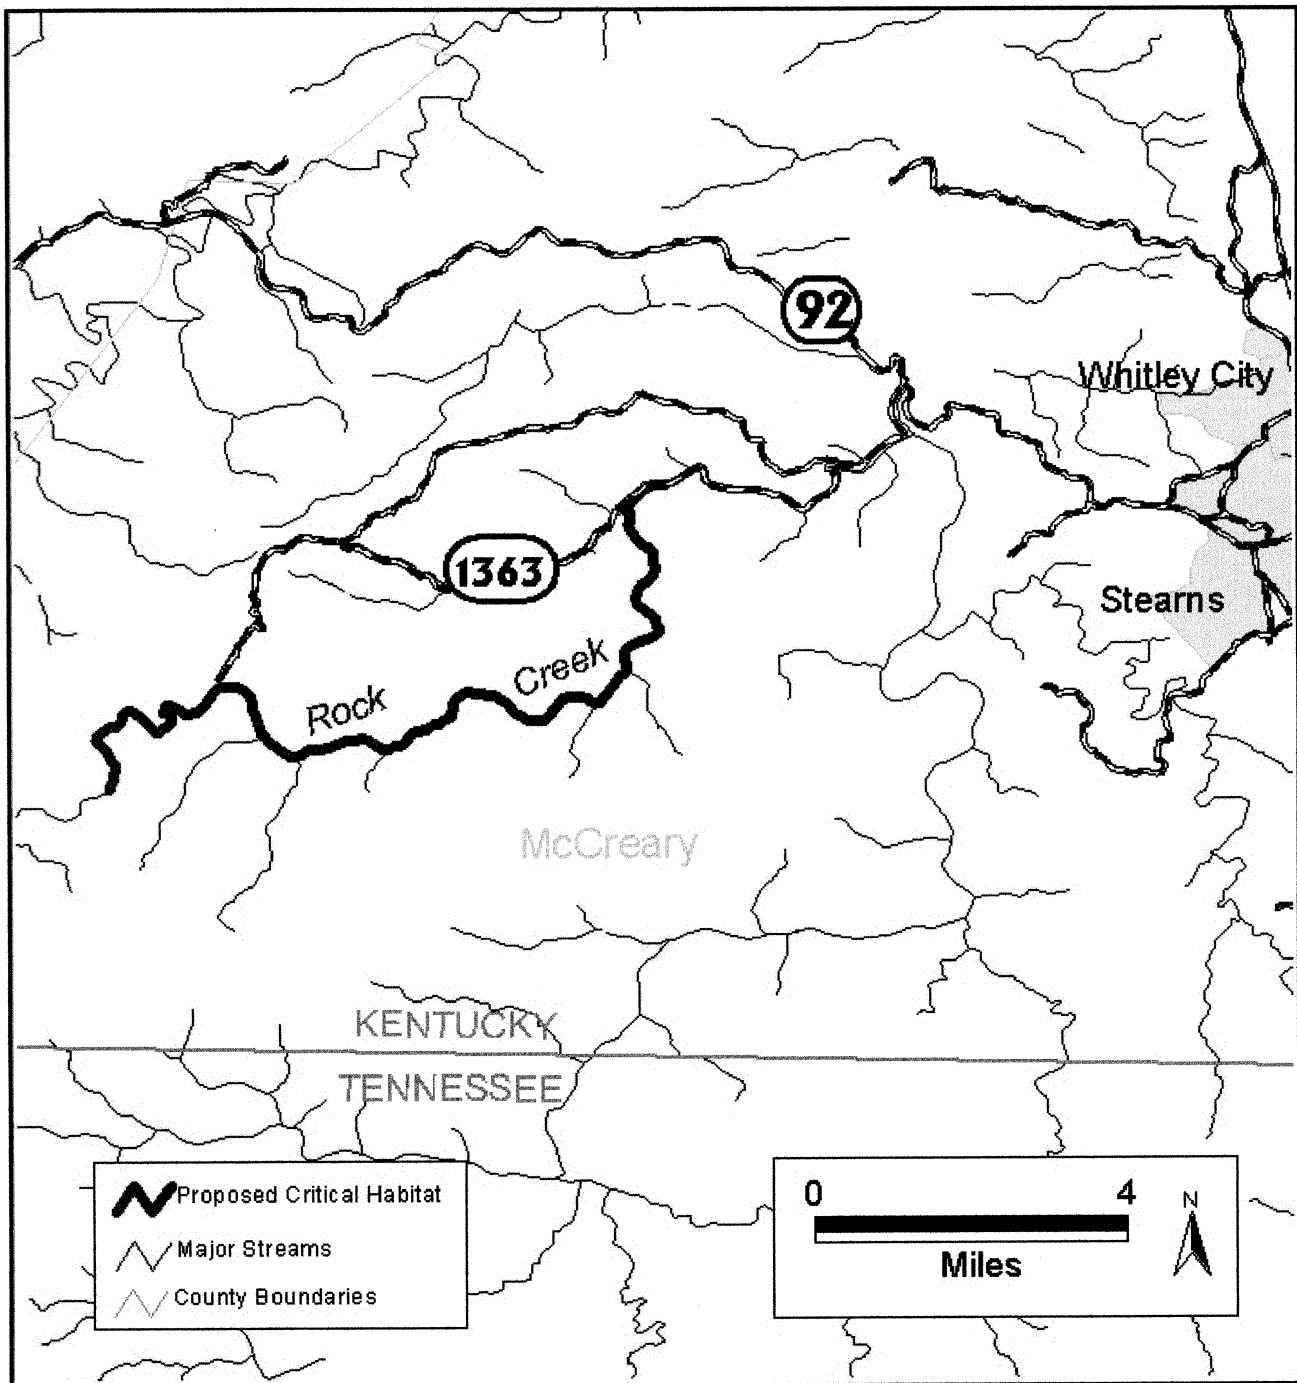 92
Whitley City
1363
Stearns
Rock Creek
McCreary
KENTUCKY
TENNESSEE
Proposed Critical Habitat
Major Streams
County Boundaries
0 4
Miles
N